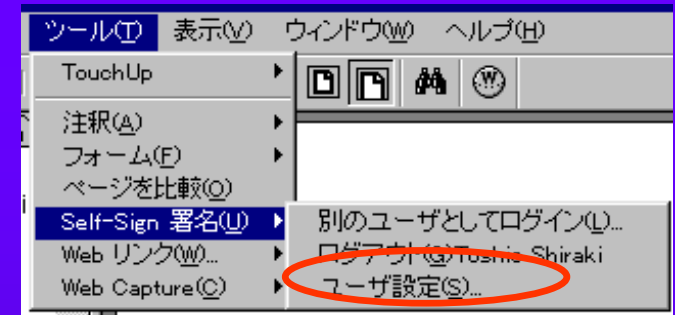 ツール(T) 表示(V) ウィンドウ(W) ヘルプ(H)
TouchUp
注釈(A)
フォーム(F)
ページを比較(O)
Self-Sign 署名(U)
Web リンク(W)...
Web Capture(C)
別のユーザとしてログイン(L)...
ログアウト(G)Toshio Shiraki
ユーザ設定(S)...